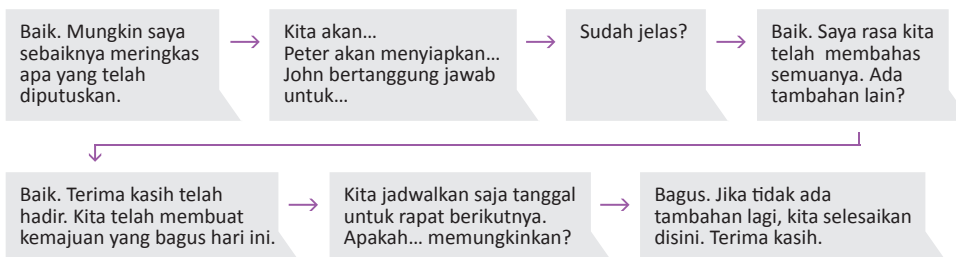 Baik. Mungkin saya
sebaiknya meringkas
apa yang telah
diputuskan.
Kita akan...
Peter akan menyiapkan...
John bertanggung jawab
untuk...
Sudah jelas?
Baik. Saya rasa kita
telah membahas
semuanya. Ada
tambahan lain?
Baik. Terima kasih telah
hadir. Kita telah membuat
kemajuan yang bagus hari ini.
Kita jadwalkan saja tanggal
untuk rapat berikutnya.
Apakah... memungkinkan?
Bagus. Jika tidak ada
tambahan lagi, kita selesaikan
disini. Terima kasih.